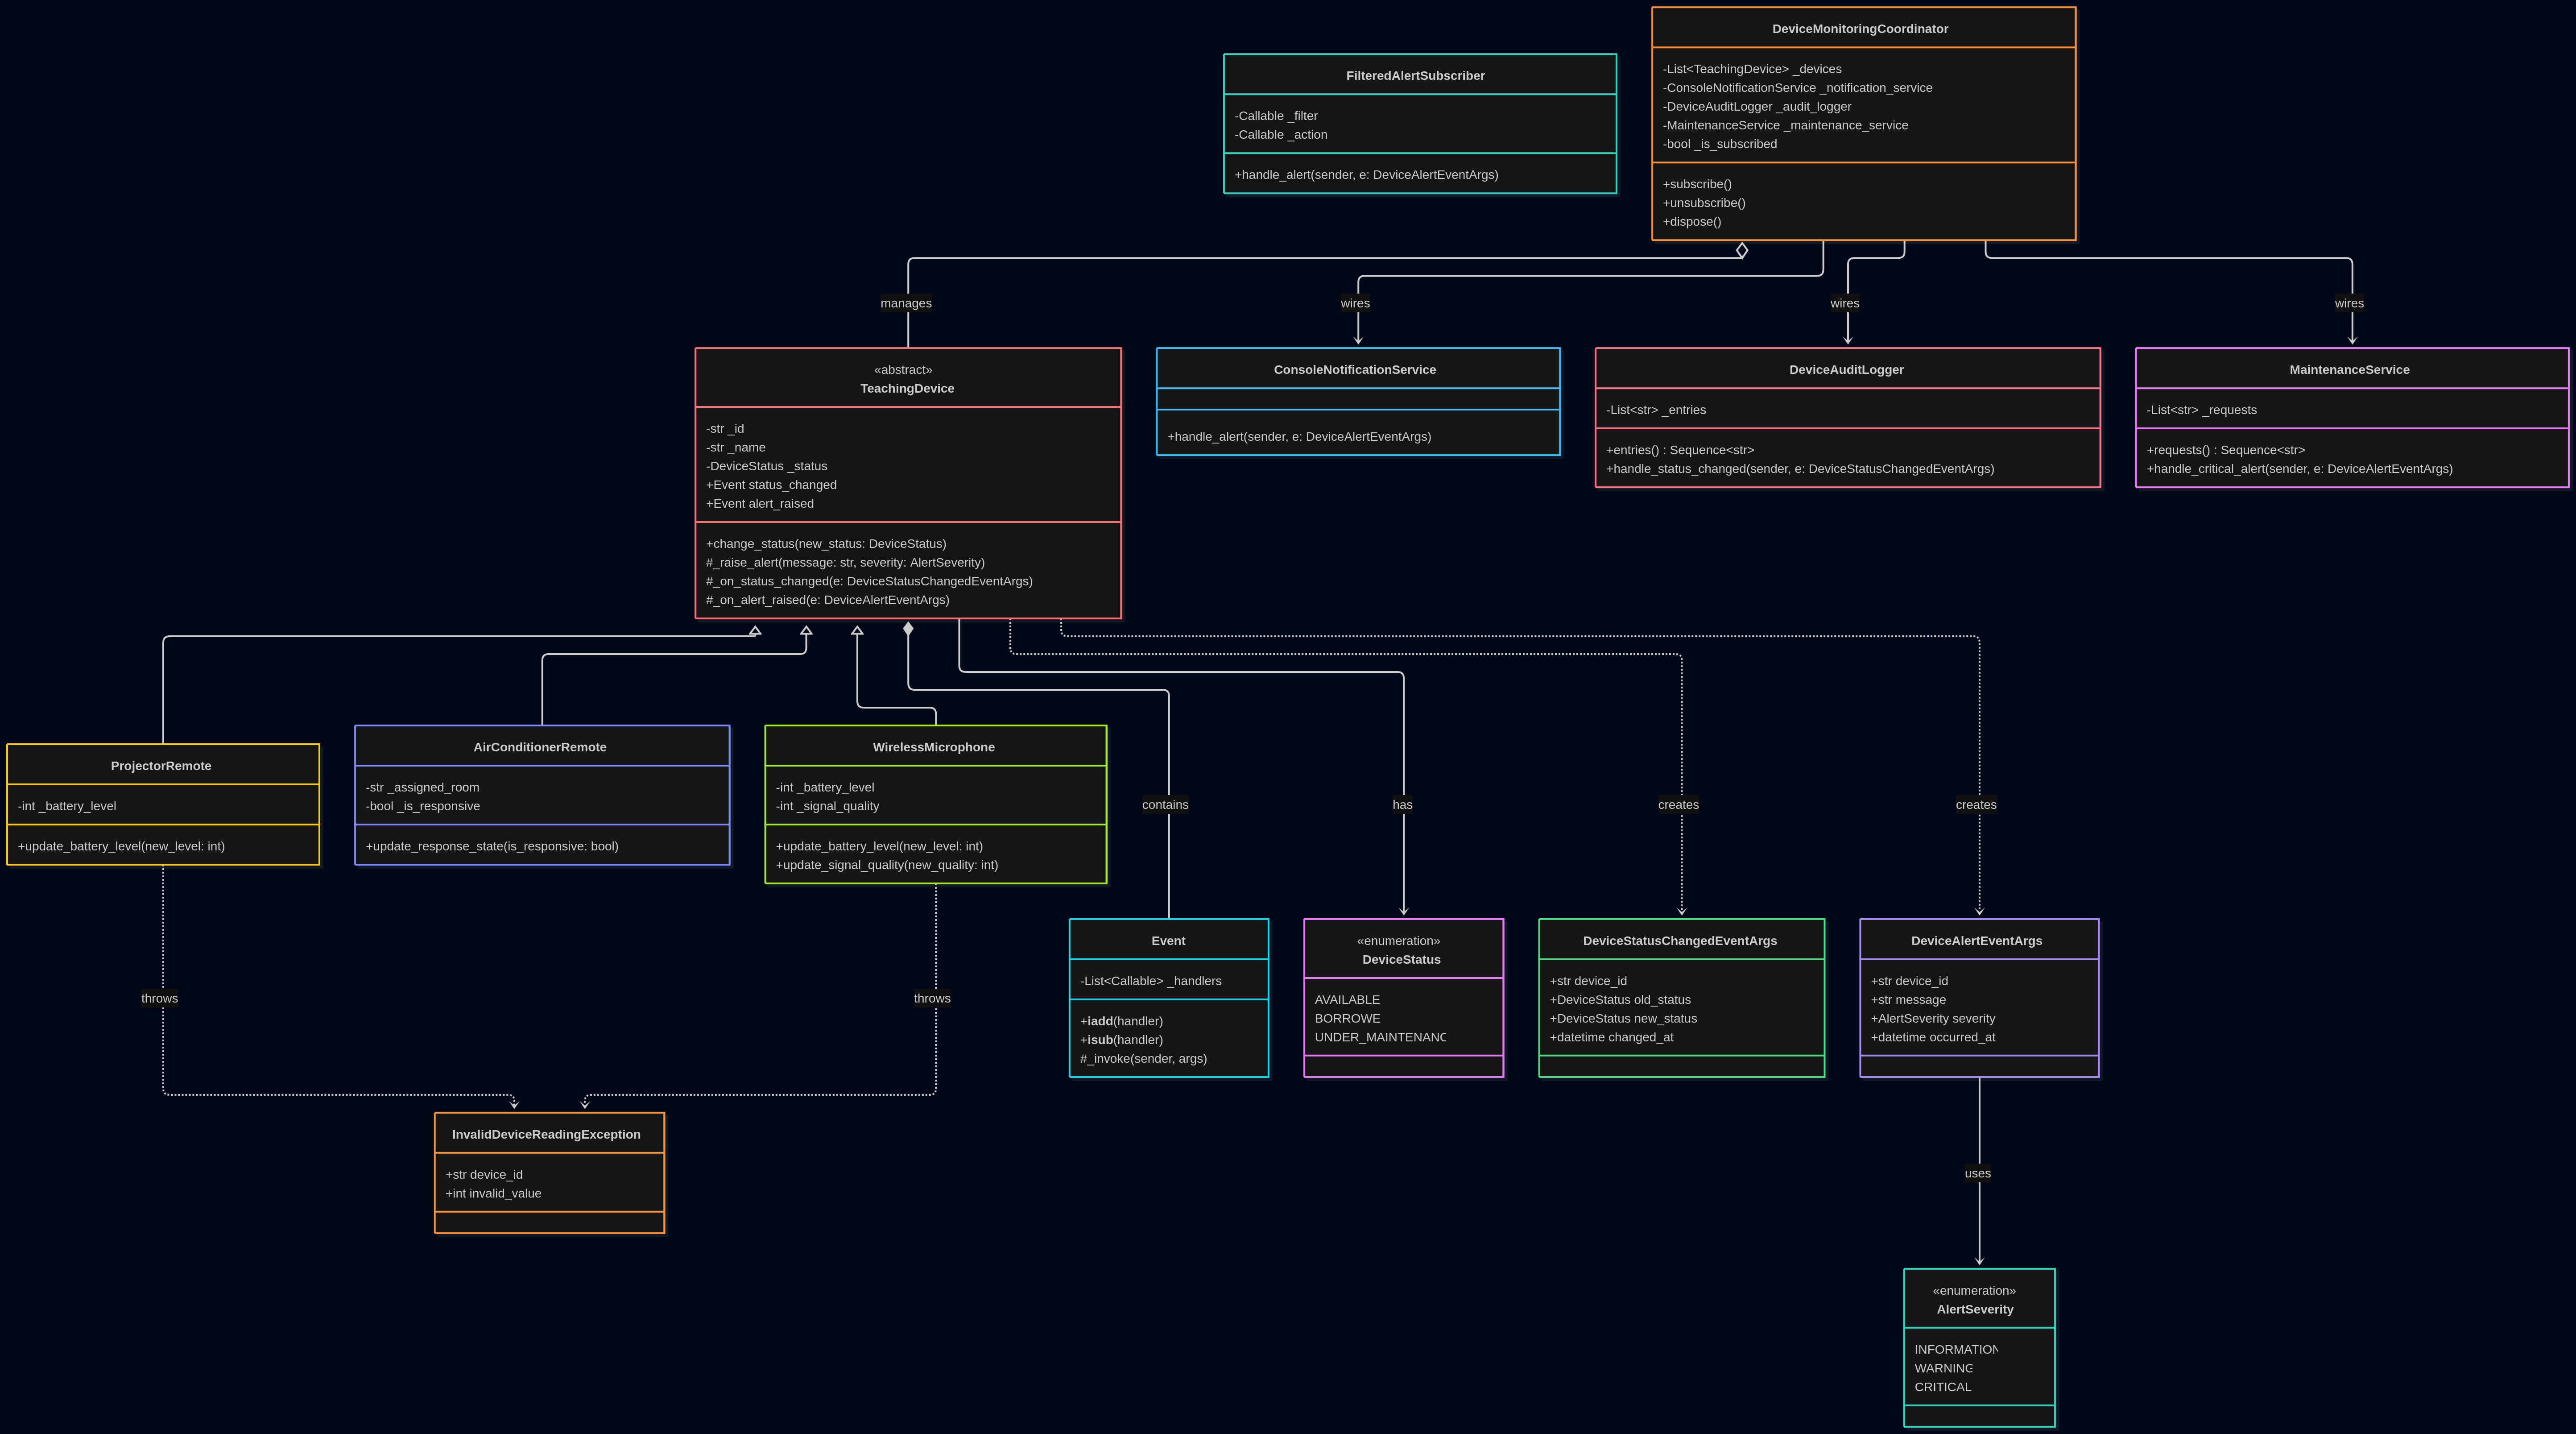 DeviceMonitoringCoordinator
-List<TeachingDevice> _devices
-ConsoleNotificationService _notification_service
-DeviceAuditLogger _audit_logger
-MaintenanceService _maintenance_service
-bool _is_subscribed
+subscribe()
+unsubscribe()
+dispose()
FilteredAlertSubscriber
-Callable _filter
-Callable _action
+handle_alert(sender, e: DeviceAlertEventArgs)
manages
wires
wires
wires
«abstract»
TeachingDevice
-str _id
-str _name
-DeviceStatus _status
+Event status_changed
+Event alert_raised
+change_status(new_status: DeviceStatus)
#_raise_alert(message: str, severity: AlertSeverity)
#_on_status_changed(e: DeviceStatusChangedEventArgs)
#_on_alert_raised(e: DeviceAlertEventArgs)
ConsoleNotificationService
+handle_alert(sender, e: DeviceAlertEventArgs)
DeviceAuditLogger
-List<str> _entries
+entries() : Sequence<str>
+handle_status_changed(sender, e: DeviceStatusChangedEventArgs)
MaintenanceService
-List<str> _requests
+requests() : Sequence<str>
+handle_critical_alert(sender, e: DeviceAlertEventArgs)
ProjectorRemote
-int _battery_level
+update_battery_level(new_level: int)
AirConditionerRemote
-str _assigned_room
-bool _is_responsive
+update_response_state(is_responsive: bool)
WirelessMicrophone
-int _battery_level
-int _signal_quality
+update_battery_level(new_level: int)
+update_signal_quality(new_quality: int)
contains
has
creates
creates
throws
throws
Event
-List<Callable> _handlers
+iadd(handler)
+isub(handler)
#_invoke(sender, args)
«enumeration»
DeviceStatus
AVAILABLE
BORROWE
UNDER_MAINTENANC
DeviceStatusChangedEventArgs
+str device_id
+DeviceStatus old_status
+DeviceStatus new_status
+datetime changed_at
DeviceAlertEventArgs
+str device_id
+str message
+AlertSeverity severity
+datetime occurred_at
InvalidDeviceReadingException
+str device_id
+int invalid_value
uses
«enumeration»
AlertSeverity
INFORMATION
WARNING
CRITICAL